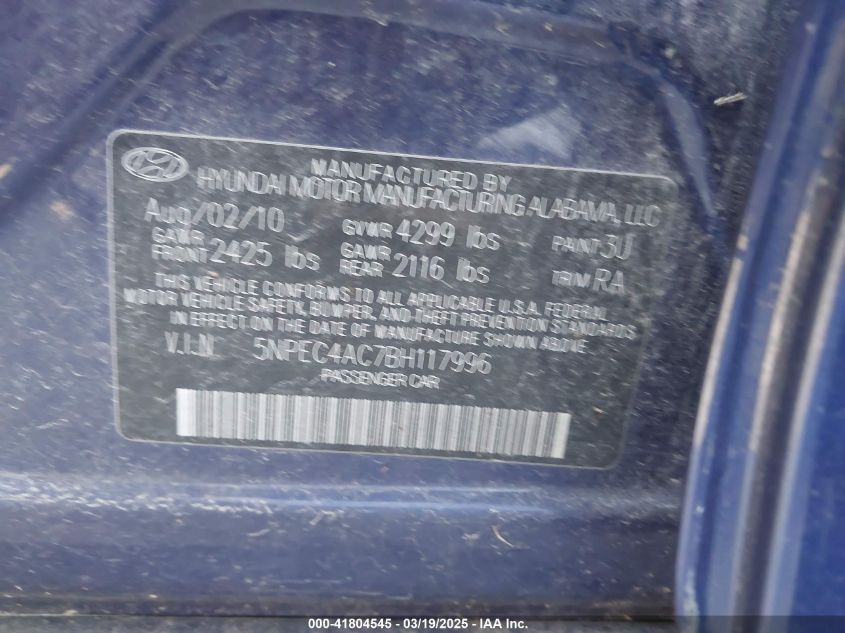 MANUFACTURED BY
HYUNDAI MOTOR MANUFACTURING ALABAMA, LLC
Aug/02/10 GVWR 4299 lbs PAINT 3U
GAWR FRONT 2425 lbs GAWR REAR 2116 lbs TRIM RA
THIS VEHICLE CONFORMS TO ALL APPLICABLE U.S.A. FEDERAL
MOTOR VEHICLE SAFETY, BUMPER, AND THEFT PREVENTION STANDARDS
IN EFFECT ON THE DATE OF MANUFACTURE SHOWN ABOVE.
V.I.N 5NPEC4AC7BH117996
PASSENGER CAR
000-41804545 - 03/19/2025 - IAA Inc.